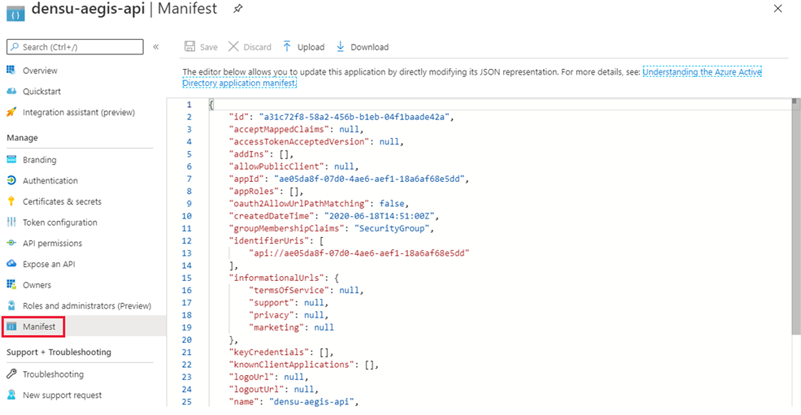 densu-aegis-api | Manifest
Search (Ctrl+/)
«
Overview
Quickstart
Integration assistant (preview)
Manage
Branding
Authentication
Certificates & secrets
Token configuration
API permissions
Expose an API
Owners
Roles and administrators (Preview)
Manifest
Support + Troubleshooting
Troubleshooting
New support request
Save
Discard
Upload
Download
The editor below allows you to update this application by directly modifying its JSON representation. For more details, see: Understanding the Azure Active
Directory application manifest.
1 {
2 "id": "a31c72f8-58a2-456b-b1eb-04f1baade42a",
3 "acceptMappedClaims": null,
4 "accessTokenAcceptedVersion": null,
5 "addIns": [],
6 "allowPublicClient": null,
7 "appId": "ae05da8f-07d0-4ae6-aef1-18a6af68e5dd",
8 "appRoles": [],
9 "oauth2AllowUrlPathMatching": false,
10 "createdDateTime": "2020-06-18T14:51:00Z",
11 "groupMembershipClaims": "SecurityGroup",
12 "identifierUris": [
13 "api://ae05da8f-07d0-4ae6-aef1-18a6af68e5dd"
14 ],
15 "informationalUrls": {
16 "termsOfService": null,
17 "support": null,
18 "privacy": null,
19 "marketing": null
20 },
21 "keyCredentials": [],
22 "knownClientApplications": [],
23 "logoUrl": null,
24 "logoutUrl": null,
25 "name": "densu-aegis-api",